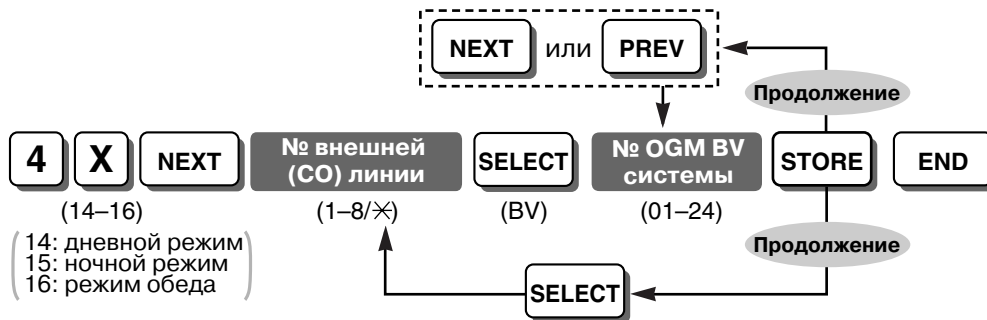 NEXT или PREV
Продолжение
4 X NEXT № внешней (CO) линии SELECT № OGM BV системы STORE END
(14–16) (1–8/✳) (BV) (01–24)
14: дневной режим
15: ночной режим
16: режим обеда
Продолжение
SELECT